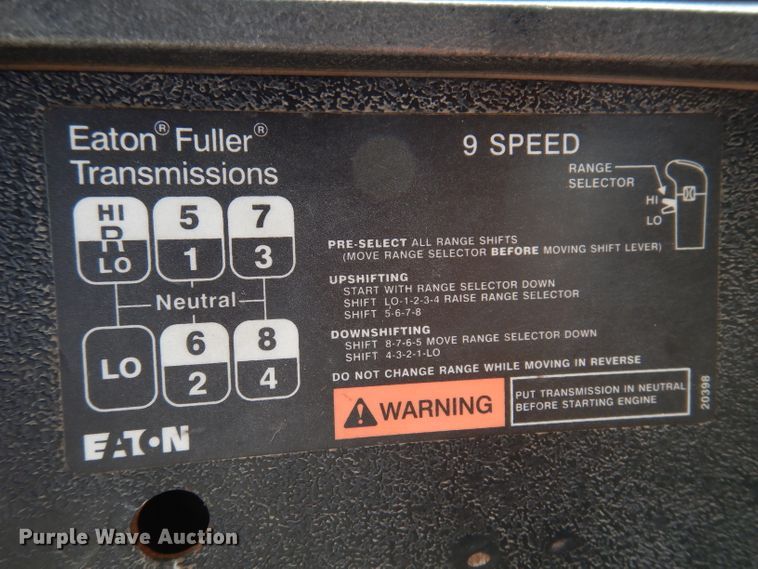 Eaton® Fuller®
Transmissions
9 SPEED
RANGE
SELECTOR
HI
LO
HI
R
LO
5
1
7
3
Neutral
LO
6
2
8
4
PRE-SELECT ALL RANGE SHIFTS
(MOVE RANGE SELECTOR BEFORE MOVING SHIFT LEVER)
UPSHIFTING
START WITH RANGE SELECTOR DOWN
SHIFT LO-1-2-3-4 RAISE RANGE SELECTOR
SHIFT 5-6-7-8
DOWNSHIFTING
SHIFT 8-7-6-5 MOVE RANGE SELECTOR DOWN
SHIFT 4-3-2-1-LO
DO NOT CHANGE RANGE WHILE MOVING IN REVERSE
WARNING
PUT TRANSMISSION IN NEUTRAL
BEFORE STARTING ENGINE
20398
EATON
Purple Wave Auction